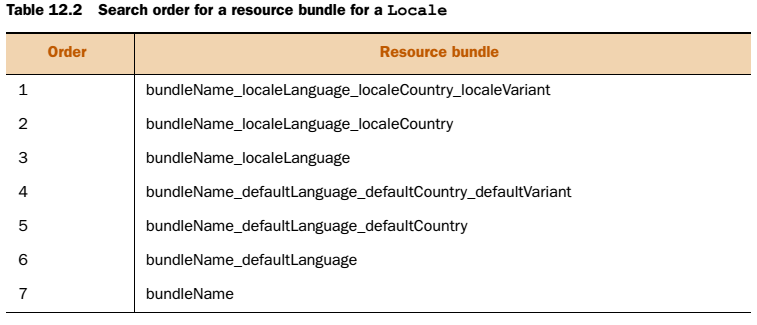 Table 12.2 Search order for a resource bundle for a Locale
Order Resource bundle
1 bundleName_localeLanguage_localeCountry_localeVariant
2 bundleName_localeLanguage_localeCountry
3 bundleName_localeLanguage
4 bundleName_defaultLanguage_defaultCountry_defaultVariant
5 bundleName_defaultLanguage_defaultCountry
6 bundleName_defaultLanguage
7 bundleName